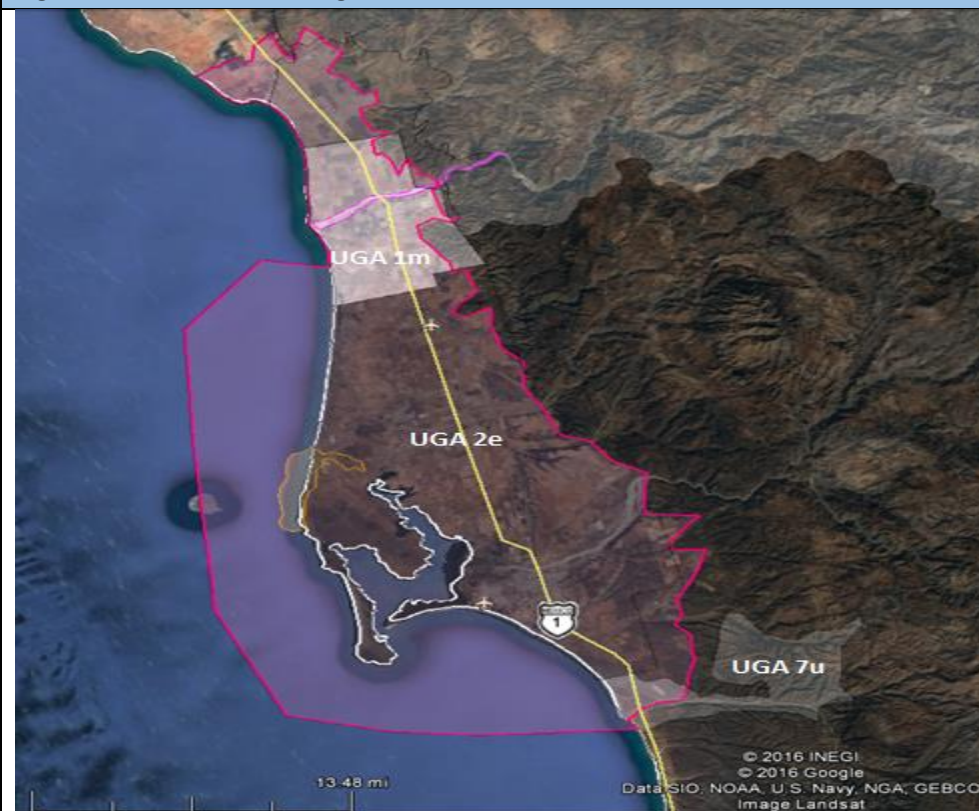 UGA 1m
UGA 2e
1
UGA 7u
13.48 mi
© 2016 INEGI
© 2016 Google
Data SIO, NOAA, U.S. Navy, NGA, GEBCO
Image Landsat